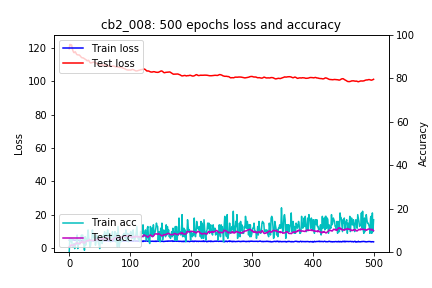 cb2_008: 500 epochs loss and accuracy
120
100
80
60
40
20
0
Loss
Train loss
Test loss
Train acc
Test acc
100
80
60
40
20
0
Accuracy
0 100 200 300 400 500